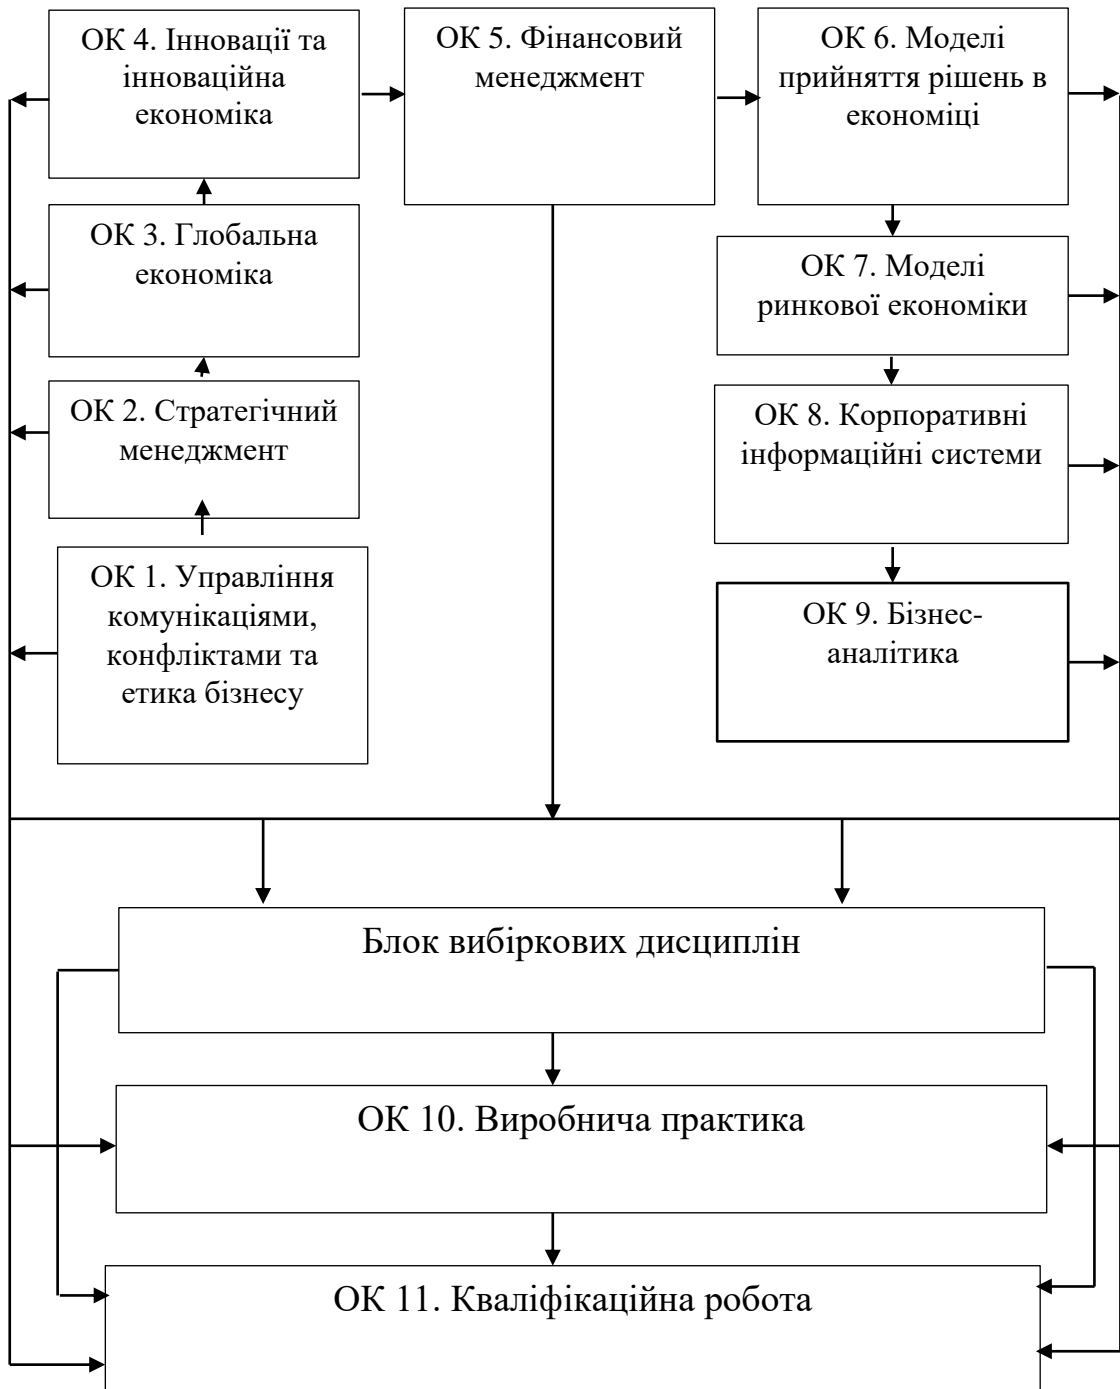 ОК 4. Інновації та
інноваційна
економіка
ОК 5. Фінансовий
менеджмент
ОК 6. Моделі
прийняття рішень в
економіці
ОК 3. Глобальна
економіка
ОК 7. Моделі
ринкової економіки
ОК 2. Стратегічний
менеджмент
ОК 8. Корпоративні
інформаційні системи
ОК 1. Управління
комунікаціями,
конфліктами та
етика бізнесу
ОК 9. Бізнес-
аналітика
Блок вибіркових дисциплін
ОК 10. Виробнича практика
ОК 11. Кваліфікаційна робота